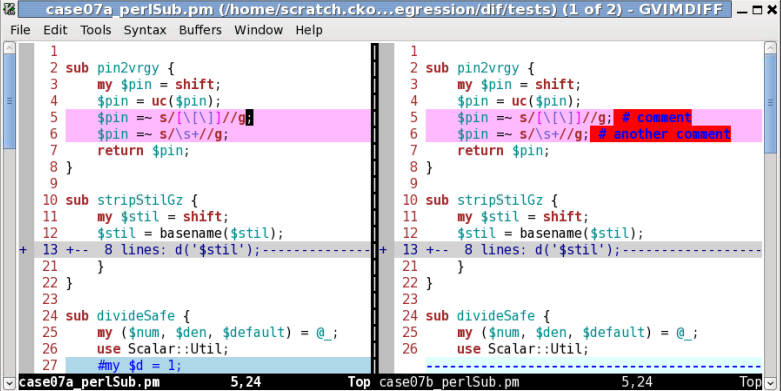 case07a_perlSub.pm (/home/scratch.cko...egression/dif/tests) (1 of 2) - GVIMDIFF
File Edit Tools Syntax Buffers Window Help
1
2 sub pin2vrgy {
3 my $pin = shift;
4 $pin = uc($pin);
5 $pin =~ s/[\[\]]//g;
6 $pin =~ s/\s+//g;
7 return $pin;
8 }
9
10 sub stripStilGz {
11 my $stil = shift;
12 $stil = basename($stil);
+ 13 +-- 8 lines: d('$stil');--------------
21 }
22 }
23
24 sub divideSafe {
25 my ($num, $den, $default) = @_;
26 use Scalar::Util;
27 #my $d = 1;
case07a_perlSub.pm 5,24 Top
1
2 sub pin2vrgy {
3 my $pin = shift;
4 $pin = uc($pin);
5 $pin =~ s/[\[\]]//g; # comment
6 $pin =~ s/\s+//g; # another comment
7 return $pin;
8 }
9
10 sub stripStilGz {
11 my $stil = shift;
12 $stil = basename($stil);
+ 13 +-- 8 lines: d('$stil');-----------------
21 }
22 }
23
24 sub divideSafe {
25 my ($num, $den, $default) = @_;
26 use Scalar::Util;
-----------------------------------------
case07b_perlSub.pm 5,24 Top